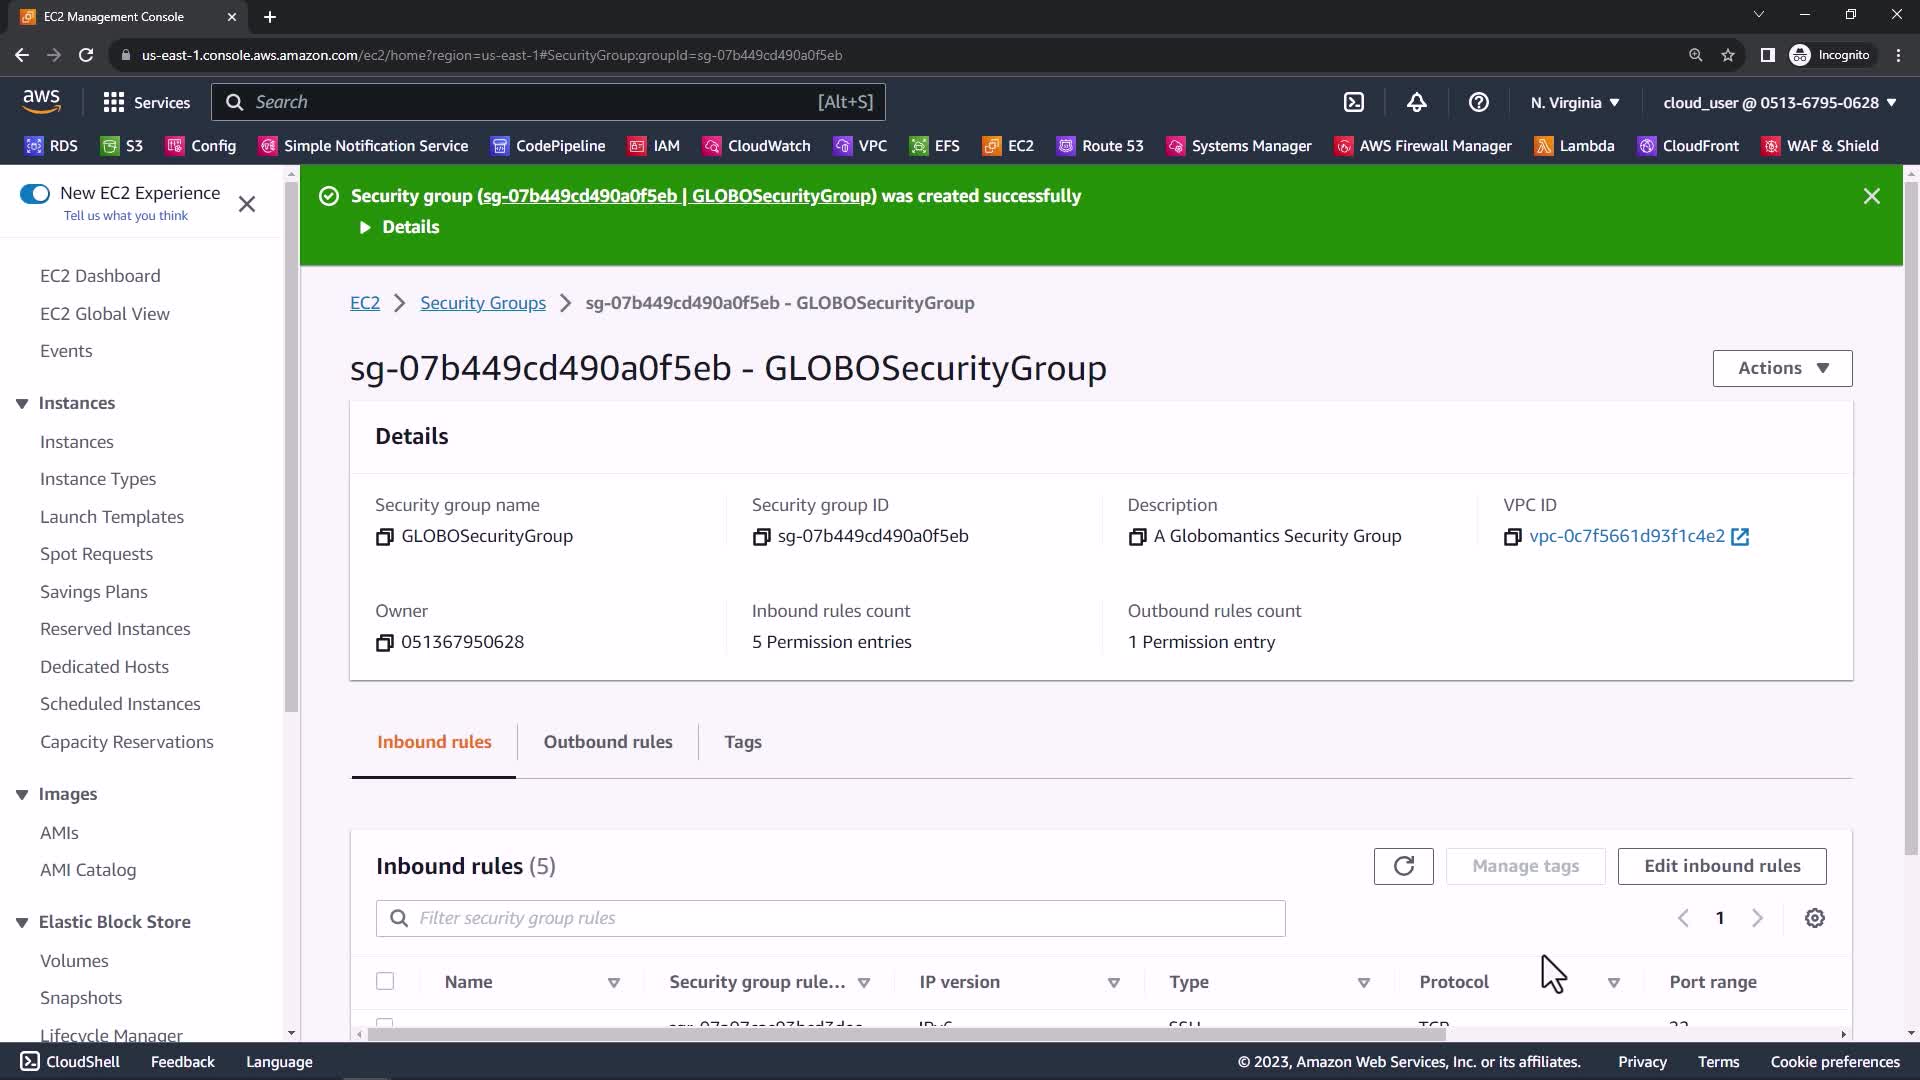 EC2 Management Console
us-east-1.console.aws.amazon.com/ec2/home?region=us-east-1#SecurityGroup:groupId=sg-07b449cd490a0f5eb
Incognito
aws
Services
Search
[Alt+S]
N. Virginia
cloud_user @ 0513-6795-0628
RDS
S3
Config
Simple Notification Service
CodePipeline
IAM
CloudWatch
VPC
EFS
EC2
Route 53
Systems Manager
AWS Firewall Manager
Lambda
CloudFront
WAF & Shield
New EC2 Experience
Tell us what you think
EC2 Dashboard
EC2 Global View
Events
Instances
Instances
Instance Types
Launch Templates
Spot Requests
Savings Plans
Reserved Instances
Dedicated Hosts
Scheduled Instances
Capacity Reservations
Images
AMIs
AMI Catalog
Elastic Block Store
Volumes
Snapshots
Lifecycle Manager
Security group (sg-07b449cd490a0f5eb | GLOBOSecurityGroup) was created successfully
Details
EC2 > Security Groups > sg-07b449cd490a0f5eb - GLOBOSecurityGroup
sg-07b449cd490a0f5eb - GLOBOSecurityGroup
Actions
Details
Security group name
GLOBOSecurityGroup
Security group ID
sg-07b449cd490a0f5eb
Description
A Globomantics Security Group
VPC ID
vpc-0c7f5661d93f1c4e2
Owner
051367950628
Inbound rules count
5 Permission entries
Outbound rules count
1 Permission entry
Inbound rules
Outbound rules
Tags
Inbound rules (5)
Manage tags
Edit inbound rules
Filter security group rules
1
Name
Security group rule...
IP version
Type
Protocol
Port range
IPv6
SSH
TCP
22
CloudShell
Feedback
Language
© 2023, Amazon Web Services, Inc. or its affiliates.
Privacy
Terms
Cookie preferences